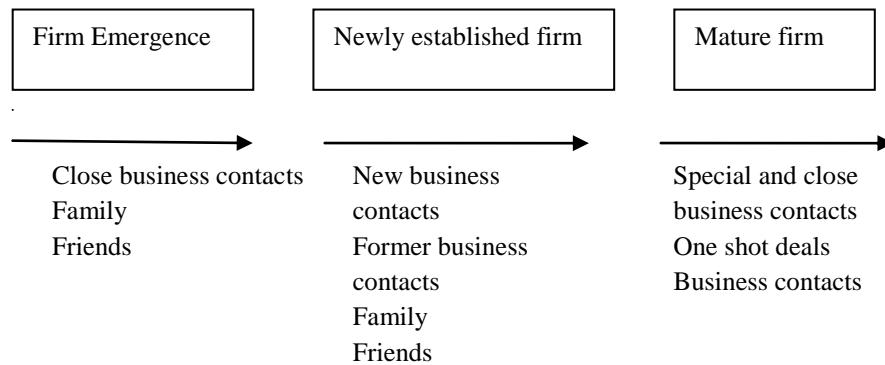 Firm Emergence
Newly established firm
Mature firm
Close business contacts
Family
Friends
New business
contacts
Former business
contacts
Family
Friends
Special and close
business contacts
One shot deals
Business contacts